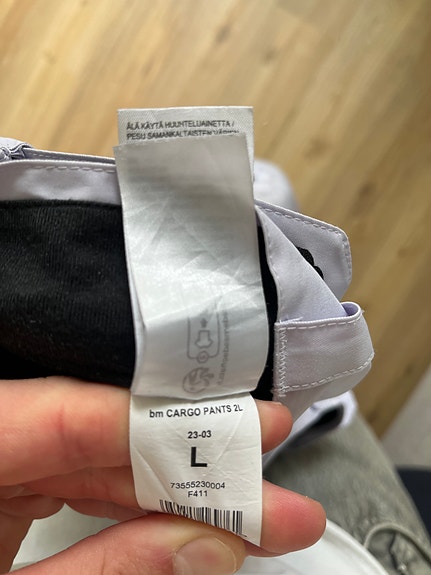 ÄLÄ KÄYTÄ HUUHTELUAINETTA /
PESU SAMANKALTAISTEN VÄRIEN
bm CARGO PANTS 2L
23-03
L
73555230004
F411